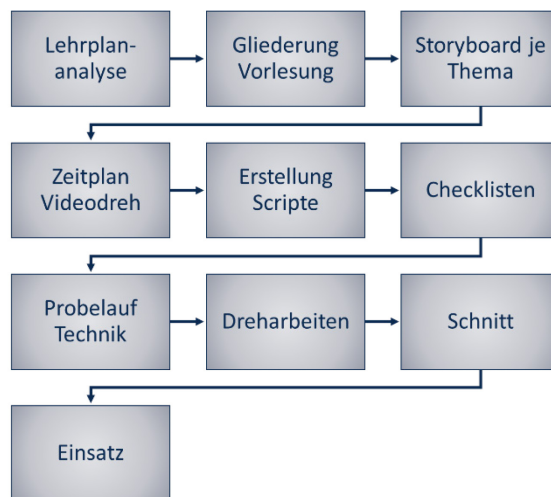 Lehrplan-
analyse
Gliederung
Vorlesung
Storyboard je
Thema
Zeitplan
Videodreh
Erstellung
Scripte
Checklisten
Probelauf
Technik
Dreharbeiten
Schnitt
Einsatz